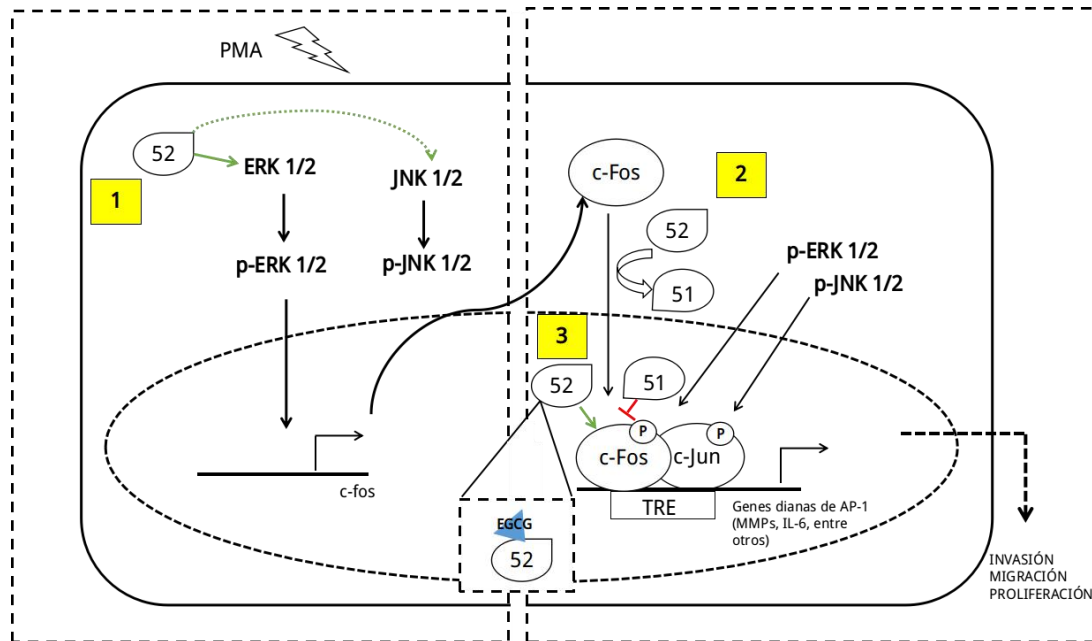 PMA
52
ERK 1/2
JNK 1/2
1
p-ERK 1/2
p-JNK 1/2
c-fos
c-Fos
2
52
51
p-ERK 1/2
p-JNK 1/2
3
52
51
P
P
c-Fos
c-Jun
TRE
Genes dianas de AP-1
(MMPs, IL-6, entre
otros)
EGCG
52
INVASIÓN
MIGRACIÓN
PROLIFERACIÓN